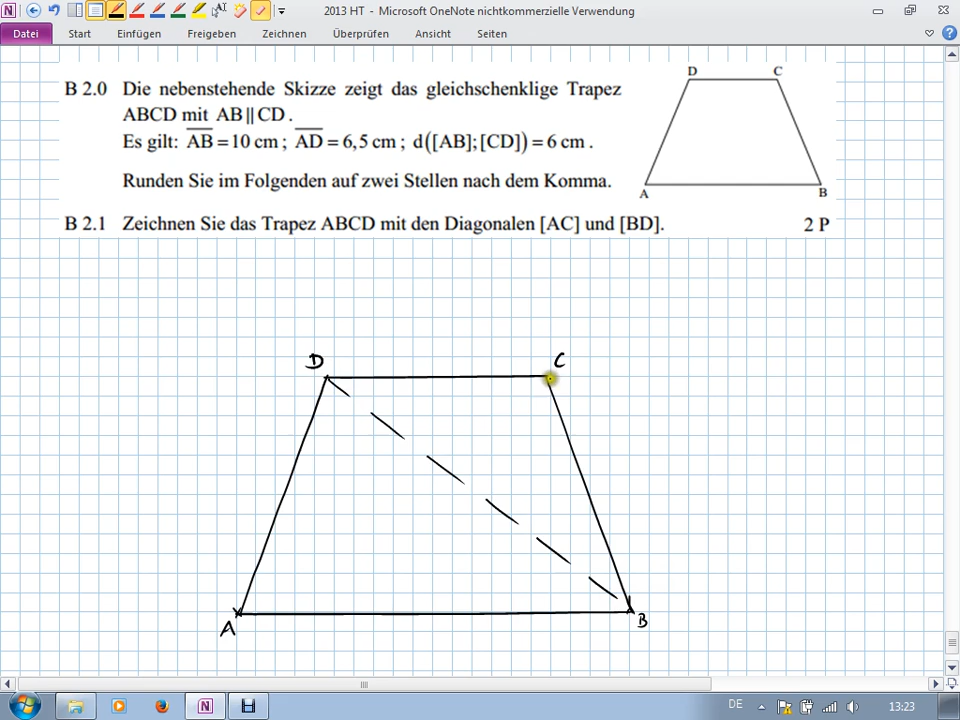 2013 HT - Microsoft OneNote nichtkommerzielle Verwendung
Datei Start Einfügen Freigeben Zeichnen Überprüfen Ansicht Seiten
B 2.0 Die nebenstehende Skizze zeigt das gleichschenklige Trapez
ABCD mit AB || CD .
Es gilt: AB = 10 cm ; AD = 6,5 cm ; d([AB];[CD]) = 6 cm .
Runden Sie im Folgenden auf zwei Stellen nach dem Komma.
D C
A B
B 2.1 Zeichnen Sie das Trapez ABCD mit den Diagonalen [AC] und [BD]. 2 P
D C
A B
DE 13:23